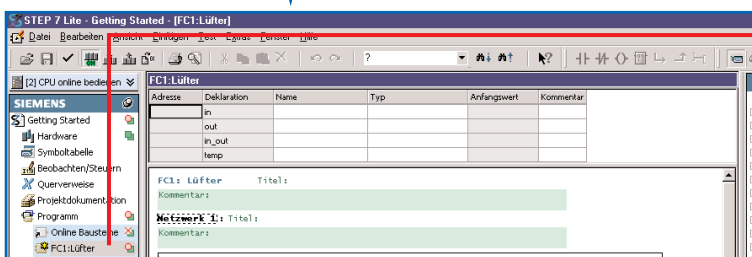 STEP 7 Lite - Getting Started - [FC1:Lüfter]
Datei Bearbeiten Ansicht Einfügen Test Extras Fenster Hilfe
?
[2] CPU online bedienen
FC1:Lüfter
Adresse Deklaration Name Typ Anfangswert Kommentar
in
out
in_out
temp
SIEMENS
Getting Started
Hardware
Symboltabelle
Beobachten/Steuern
Querverweise
Projektdokumentation
Programm
Online Bausteine
FC1:Lüfter
FC1: Lüfter Titel:
Kommentar:
Netzwerk 1: Titel:
Kommentar: